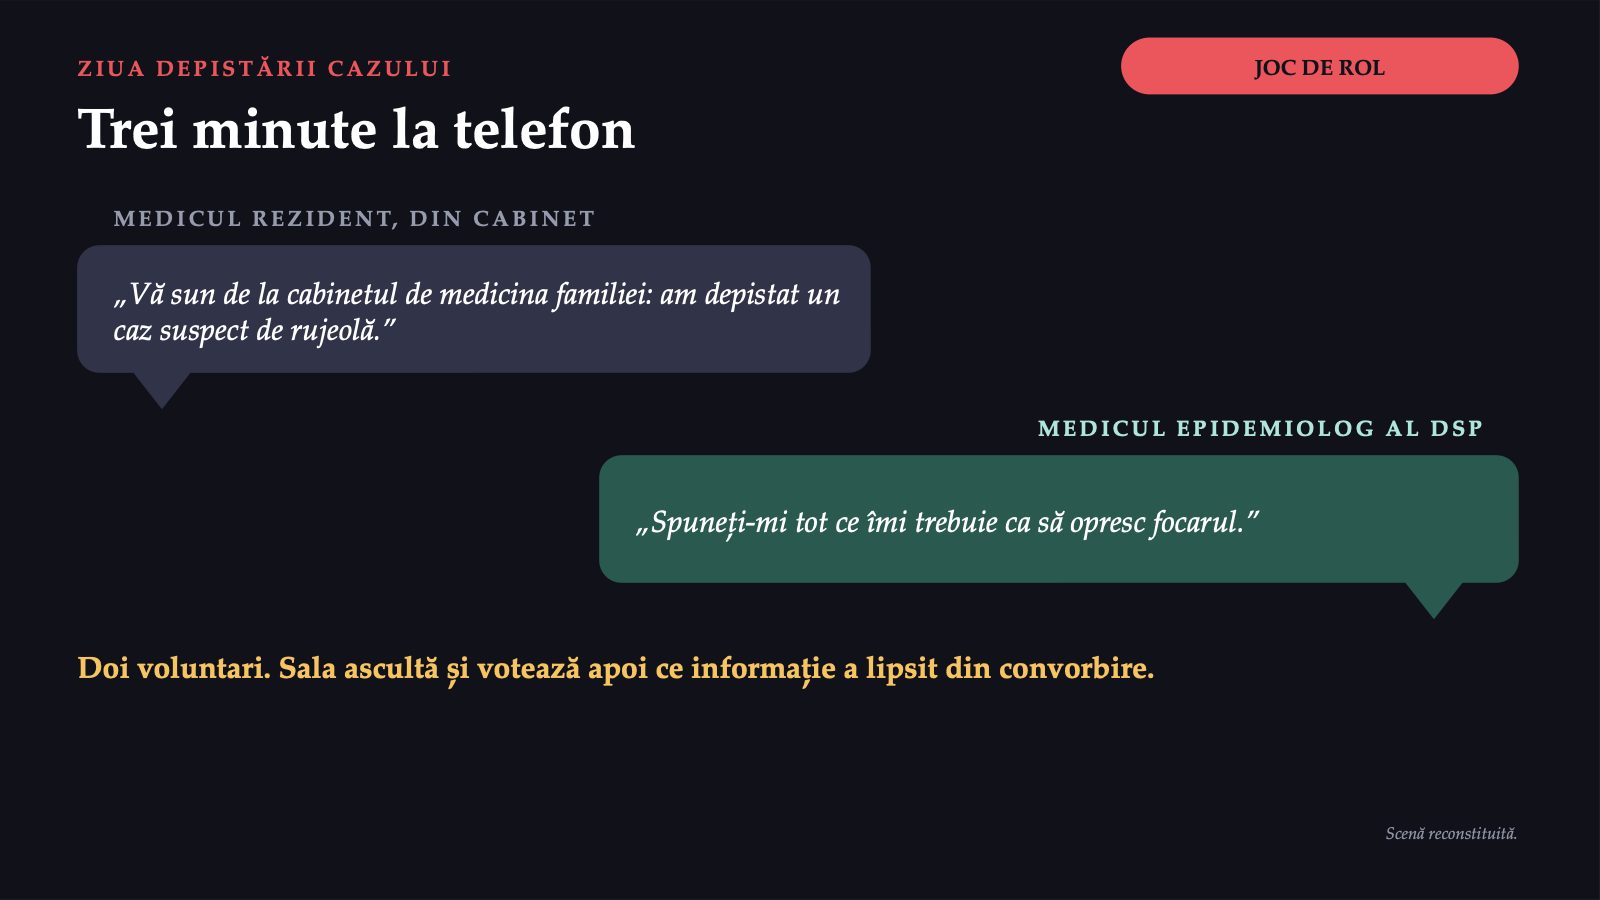 ZIUA DEPISTĂRII CAZULUI
JOC DE ROL
Trei minute la telefon
MEDICUL REZIDENT, DIN CABINET
„Vă sun de la cabinetul de medicina familiei: am depistat un
caz suspect de rujeolă.”
MEDICUL EPIDEMIOLOG AL DSP
„Spuneți-mi tot ce îmi trebuie ca să opresc focarul.”
Doi voluntari. Sala ascultă și votează apoi ce informație a lipsit din convorbire.
Scenă reconstituită.